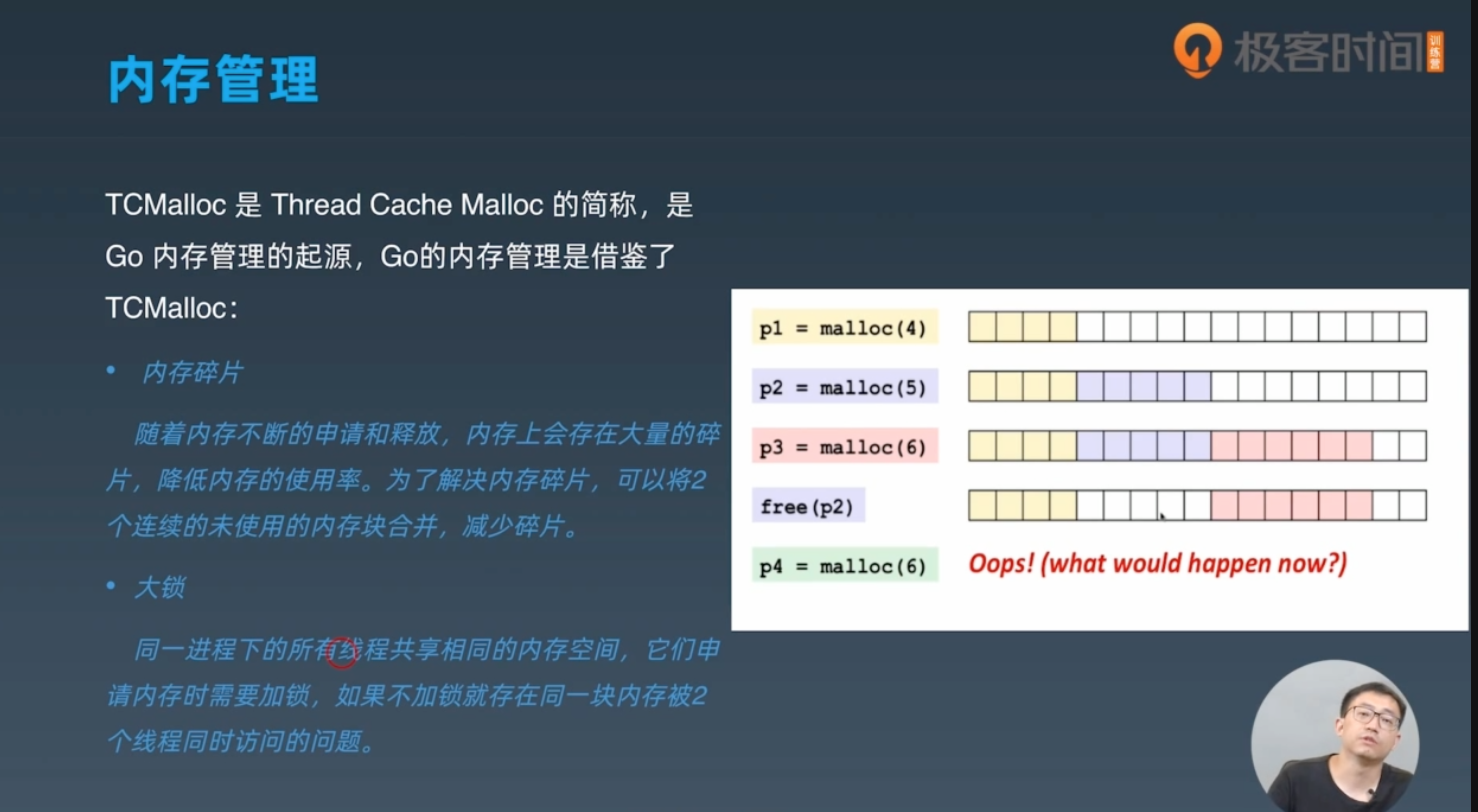 极客时间
训练营
内存管理
TCMalloc 是 Thread Cache Malloc 的简称，是
Go 内存管理的起源，Go的内存管理是借鉴了
TCMalloc：
• 内存碎片
随着内存不断的申请和释放，内存上会存在大量的碎
片，降低内存的使用率。为了解决内存碎片，可以将2
个连续的未使用的内存块合并，减少碎片。
• 大锁
同一进程下的所有线程共享相同的内存空间，它们申
请内存时需要加锁，如果不加锁就存在同一块内存被2
个线程同时访问的问题。
p1 = malloc(4)
p2 = malloc(5)
p3 = malloc(6)
free(p2)
p4 = malloc(6)
Oops! (what would happen now?)